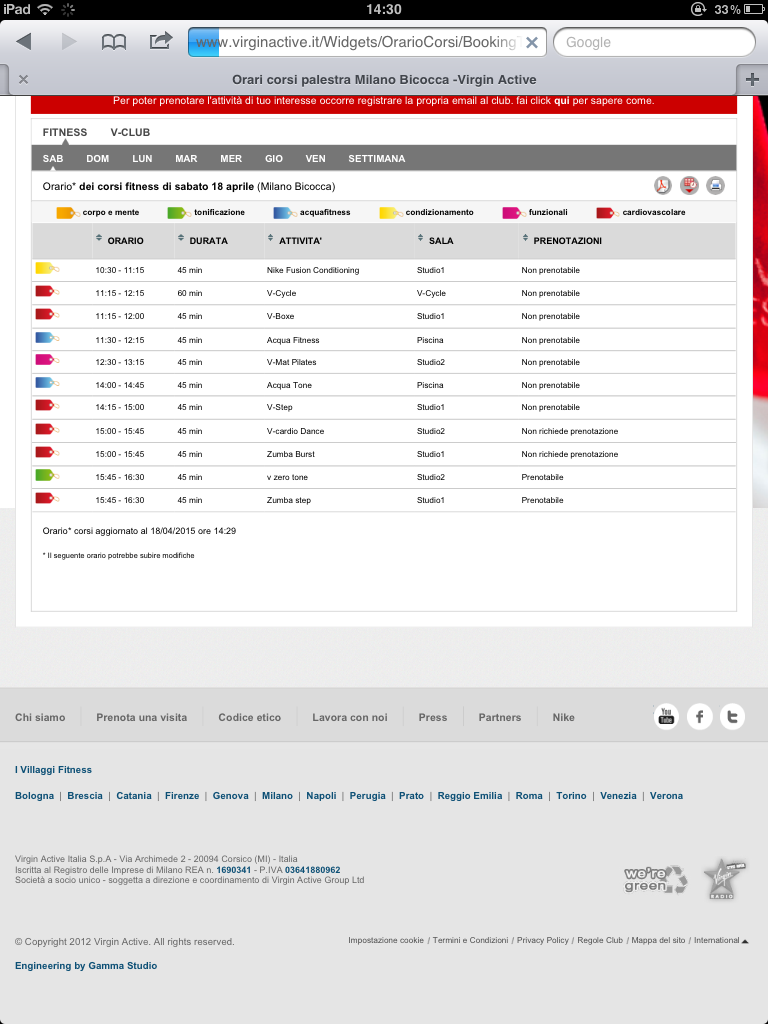 iPad 14:30 33%
www.virginactive.it/Widgets/OrarioCorsi/BookingT Google
Orari corsi palestra Milano Bicocca -Virgin Active
Per poter prenotare l'attività di tuo interesse occorre registrare la propria email al club. fai click qui per sapere come.
FITNESS V-CLUB
SAB DOM LUN MAR MER GIO VEN SETTIMANA
Orario* dei corsi fitness di sabato 18 aprile (Milano Bicocca)
corpo e mente tonificazione acquafitness condizionamento funzionali cardiovascolare
ORARIO DURATA ATTIVITA' SALA PRENOTAZIONI
10:30 - 11:15 45 min Nike Fusion Conditioning Studio1 Non prenotabile
11:15 - 12:15 60 min V-Cycle V-Cycle Non prenotabile
11:15 - 12:00 45 min V-Boxe Studio1 Non prenotabile
11:30 - 12:15 45 min Acqua Fitness Piscina Non prenotabile
12:30 - 13:15 45 min V-Mat Pilates Studio2 Non prenotabile
14:00 - 14:45 45 min Acqua Tone Piscina Non prenotabile
14:15 - 15:00 45 min V-Step Studio1 Non prenotabile
15:00 - 15:45 45 min V-cardio Dance Studio2 Non richiede prenotazione
15:00 - 15:45 45 min Zumba Burst Studio1 Non richiede prenotazione
15:45 - 16:30 45 min v zero tone Studio2 Prenotabile
15:45 - 16:30 45 min Zumba step Studio1 Prenotabile
Orario* corsi aggiornato al 18/04/2015 ore 14:29
* Il seguente orario potrebbe subire modifiche
Chi siamo Prenota una visita Codice etico Lavora con noi Press Partners Nike You Tube
I Villaggi Fitness
Bologna | Brescia | Catania | Firenze | Genova | Milano | Napoli | Perugia | Prato | Reggio Emilia | Roma | Torino | Venezia | Verona
Virgin Active Italia S.p.A - Via Archimede 2 - 20094 Corsico (MI) - Italia
Iscritta al Registro delle Imprese di Milano REA n. 1690341 - P.IVA 03641880962
Società a socio unico - soggetta a direzione e coordinamento di Virgin Active Group Ltd
we're green
Virgin RADIO
© Copyright 2012 Virgin Active. All rights reserved.
Impostazione cookie / Termini e Condizioni / Privacy Policy / Regole Club / Mappa del sito / International
Engineering by Gamma Studio